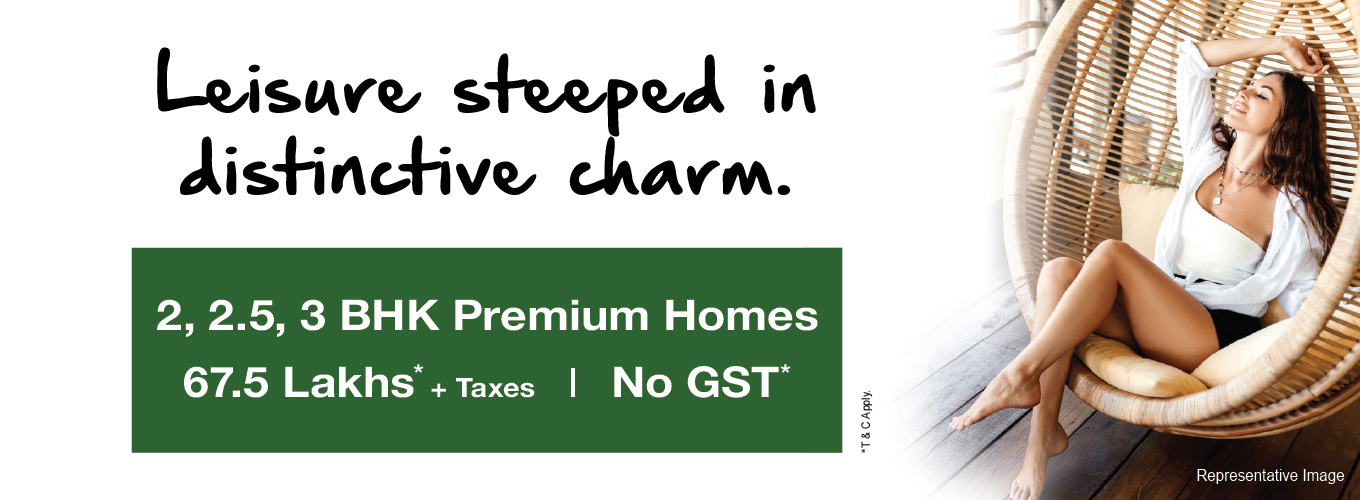 Leisure steeped in
distinctive charm.
2, 2.5, 3 BHK Premium Homes
67.5 Lakhs* + Taxes | No GST*
*T & C Apply.
Representative Image